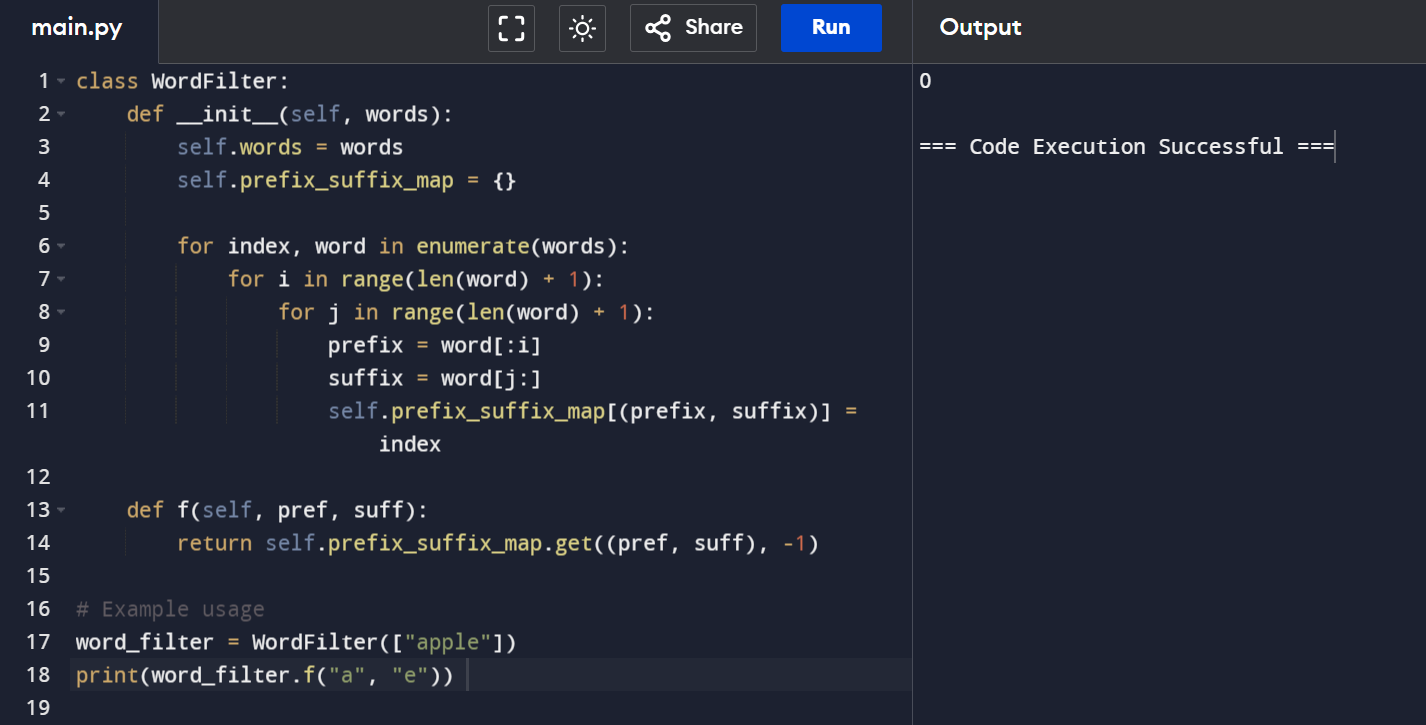 main.py Share Run Output
1 class WordFilter:
2     def __init__(self, words):
3         self.words = words
4         self.prefix_suffix_map = {}
5
6         for index, word in enumerate(words):
7             for i in range(len(word) + 1):
8                 for j in range(len(word) + 1):
9                     prefix = word[:i]
10                     suffix = word[j:]
11                     self.prefix_suffix_map[(prefix, suffix)] =
                        index
12
13     def f(self, pref, suff):
14         return self.prefix_suffix_map.get((pref, suff), -1)
15
16 # Example usage
17 word_filter = WordFilter(["apple"])
18 print(word_filter.f("a", "e"))
19
0
=== Code Execution Successful ===